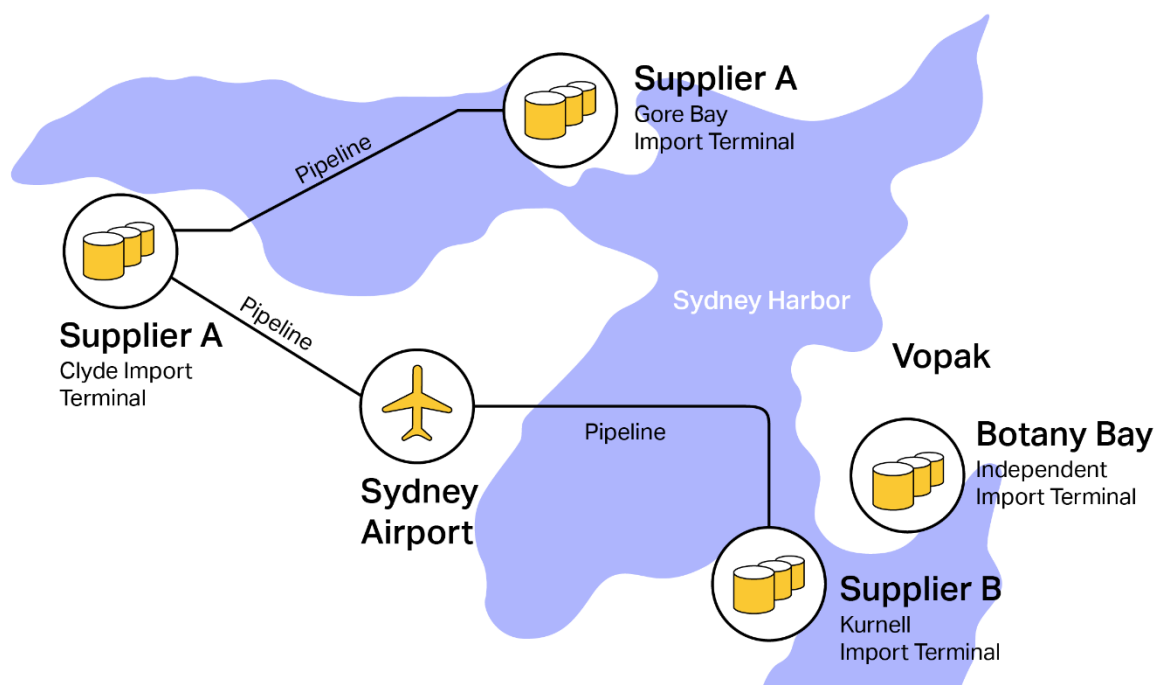 Supplier A
Gore Bay
Import Terminal
Pipeline
Supplier A
Clyde Import
Terminal
Pipeline
Sydney Harbor
Vopak
Sydney
Airport
Pipeline
Botany Bay
Independent
Import Terminal
Supplier B
Kurnell
Import Terminal